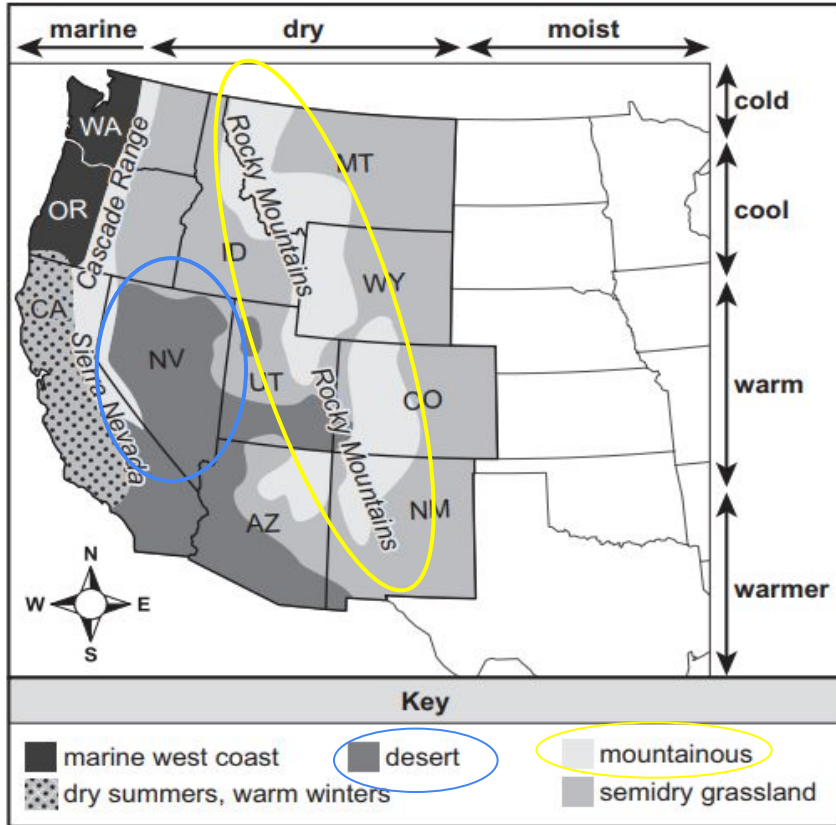 marine dry moist
cold
WA
Cascade Range
Rocky Mountains
MT
cool
OR
ID
WY
CA
NV
UT
warm
Sierra Nevada
Rocky Mountains
CO
AZ
NM
N
W E
S
warmer
Key
marine west coast desert mountainous
dry summers, warm winters semidry grassland